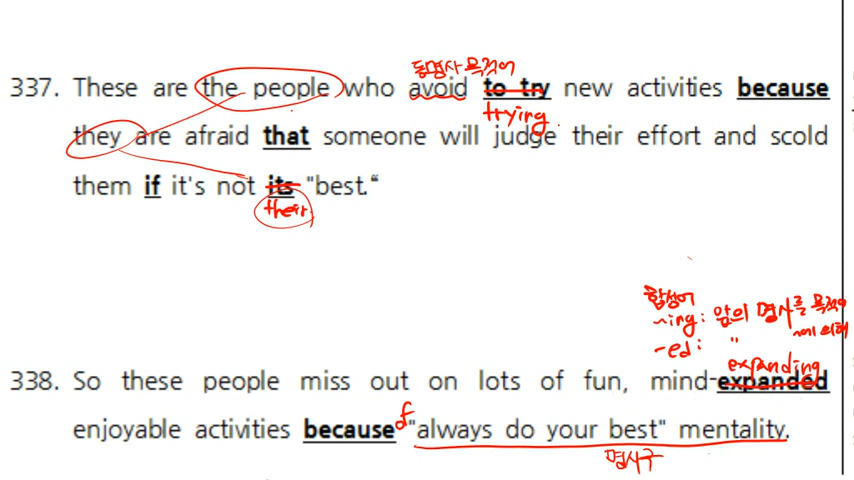 동명사 목적어
337. These are the people who avoid to try new activities because
trying
they are afraid that someone will judge their effort and scold
them if it's not its "best."
their
합성어
~ing: 앞의 명사를 목적어
-ed: " ~에 의해
expanding
338. So these people miss out on lots of fun, mind-expanded
enjoyable activities because of "always do your best" mentality.
명사구